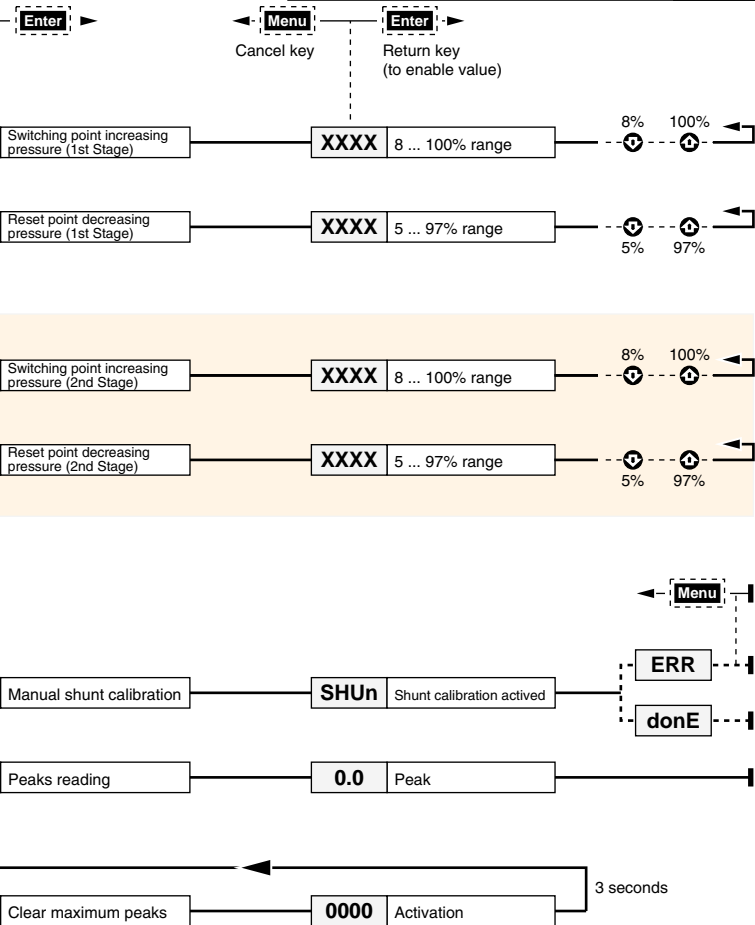 Enter Menu Enter
Cancel key Return key
(to enable value)
8% 100%
Switching point increasing
pressure (1st Stage)
XXXX 8 ... 100% range
Reset point decreasing
pressure (1st Stage)
XXXX 5 ... 97% range
5% 97%
8% 100%
Switching point increasing
pressure (2nd Stage)
XXXX 8 ... 100% range
Reset point decreasing
pressure (2nd Stage)
XXXX 5 ... 97% range
5% 97%
Menu
ERR
Manual shunt calibration SHUn Shunt calibration actived
donE
Peaks reading 0.0 Peak
3 seconds
Clear maximum peaks 0000 Activation